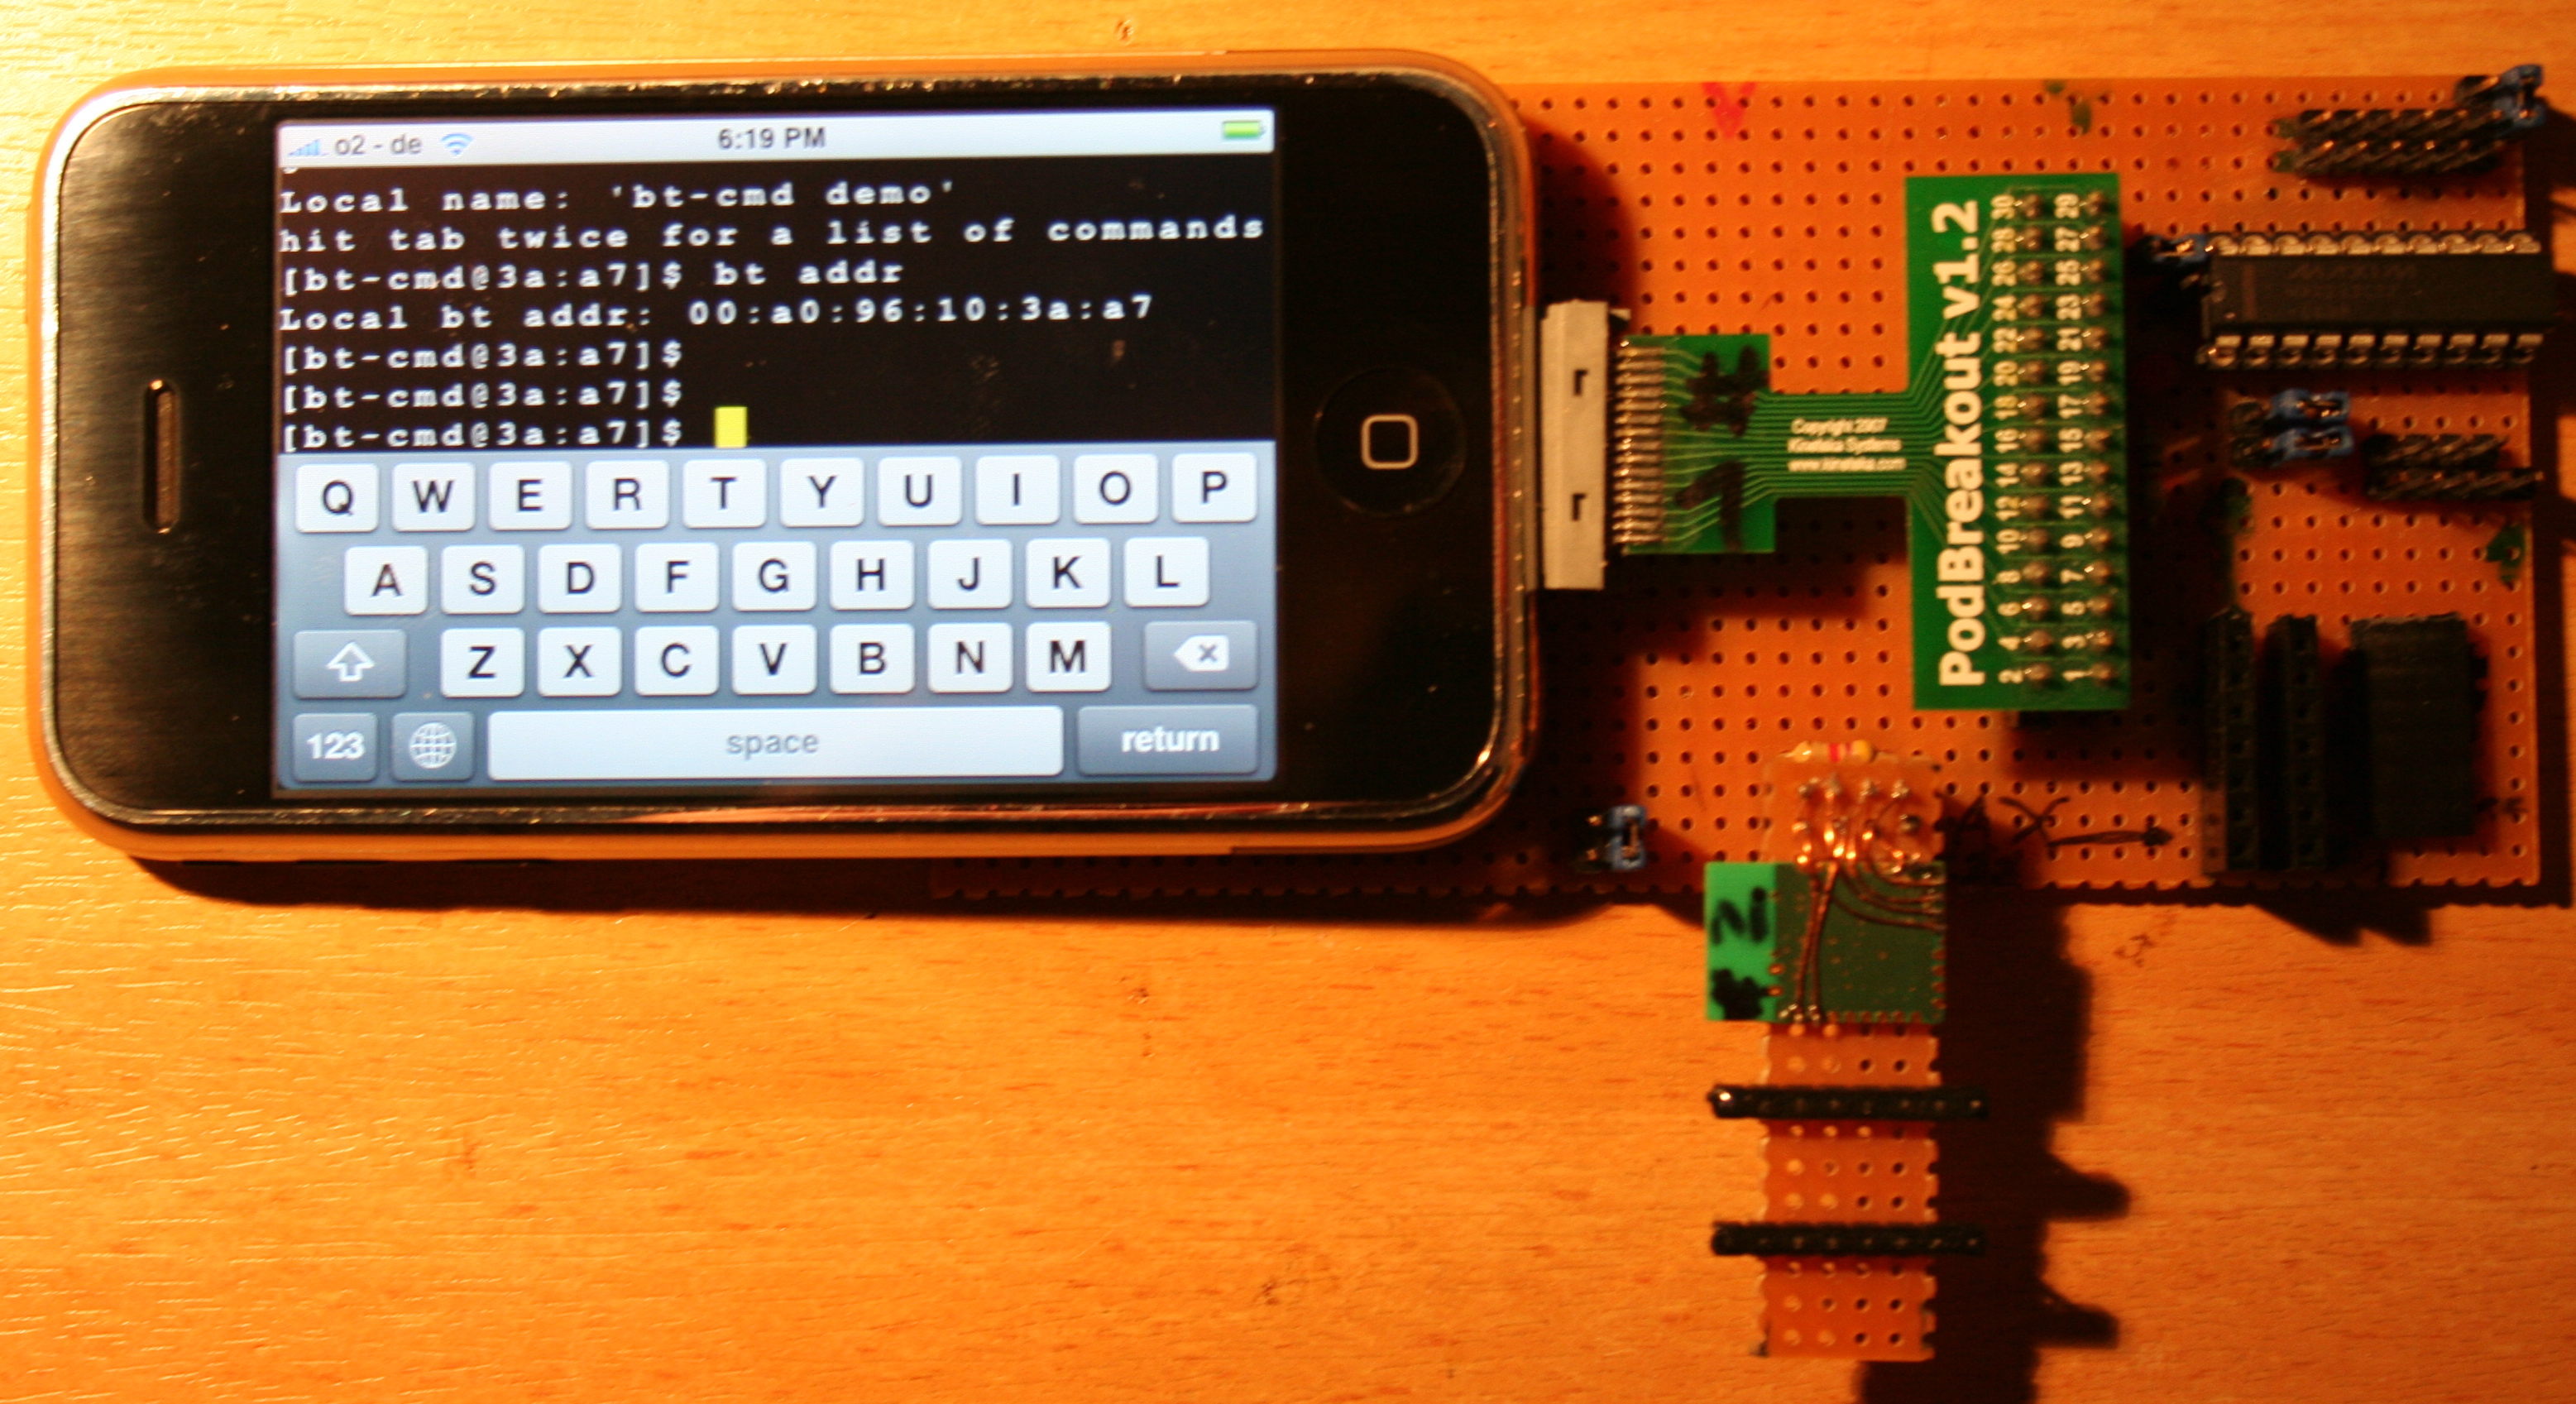 o2 - de 6:19 PM
Local name: 'bt-cmd demo'
hit tab twice for a list of commands
[bt-cmd@3a:a7]$ bt addr
Local bt addr: 00:a0:96:10:3a:a7
[bt-cmd@3a:a7]$
[bt-cmd@3a:a7]$
[bt-cmd@3a:a7]$
Q W E R T Y U I O P
A S D F G H J K L
Z X C V B N M
123 space return
#1
Copyright 2007
Kineteka Systems
www.kineteka.com
PodBreakout v1.2
2 4 6 8 10 12 14 16 18 20 22 24 26 28 30
1 3 5 7 9 11 13 15 17 19 21 23 25 27 29
MAXIM
# 2.